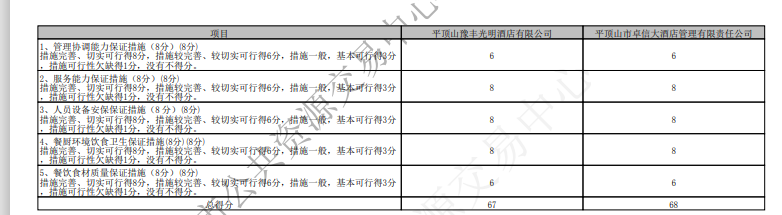 项目 平顶山豫丰光明酒店有限公司 平顶山市卓信大酒店管理有限责任公司
1、管理协调能力保证措施（8分）(8分)
措施完善、切实可行得8分，措施较完善、较切实可行得6分，措施一般，基本可行得3分 6 6
，措施可行性欠缺得1分，没有不得分。
2、服务能力保证措施（8分）(8分)
措施完善、切实可行得8分，措施较完善、较切实可行得6分，措施一般，基本可行得3分 8 8
，措施可行性欠缺得1分，没有不得分。
3、人员设备安保保证措施（8分）(8分)
措施完善、切实可行得8分，措施较完善、较切实可行得6分，措施一般，基本可行得3分 8 8
，措施可行性欠缺得1分，没有不得分。
4、餐厨环境饮食卫生保证措施(8分)(8分)
措施完善、切实可行得8分，措施较完善、较切实可行得6分，措施一般，基本可行得3分 8 8
，措施可行性欠缺得1分，没有不得分。
5、餐饮食材质量保证措施（8分）(8分)
措施完善、切实可行得8分，措施较完善、较切实可行得6分，措施一般，基本可行得3分 6 6
，措施可行性欠缺得1分，没有不得分。
总得分 67 68
公共资源交易中心
资源交易中心